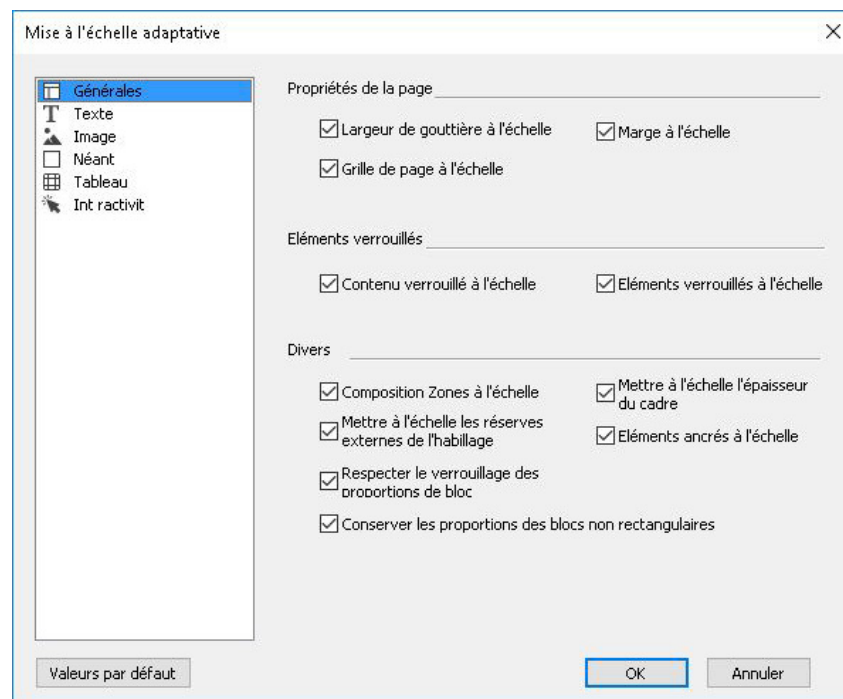 Mise à l'échelle adaptative
Générales
Texte
Image
Néant
Tableau
Int ractivit
Propriétés de la page
Largeur de gouttière à l'échelle
Marge à l'échelle
Grille de page à l'échelle
Eléments verrouillés
Contenu verrouillé à l'échelle
Eléments verrouillés à l'échelle
Divers
Composition Zones à l'échelle
Mettre à l'échelle l'épaisseur
du cadre
Mettre à l'échelle les réserves
externes de l'habillage
Eléments ancrés à l'échelle
Respecter le verrouillage des
proportions de bloc
Conserver les proportions des blocs non rectangulaires
Valeurs par défaut
OK
Annuler